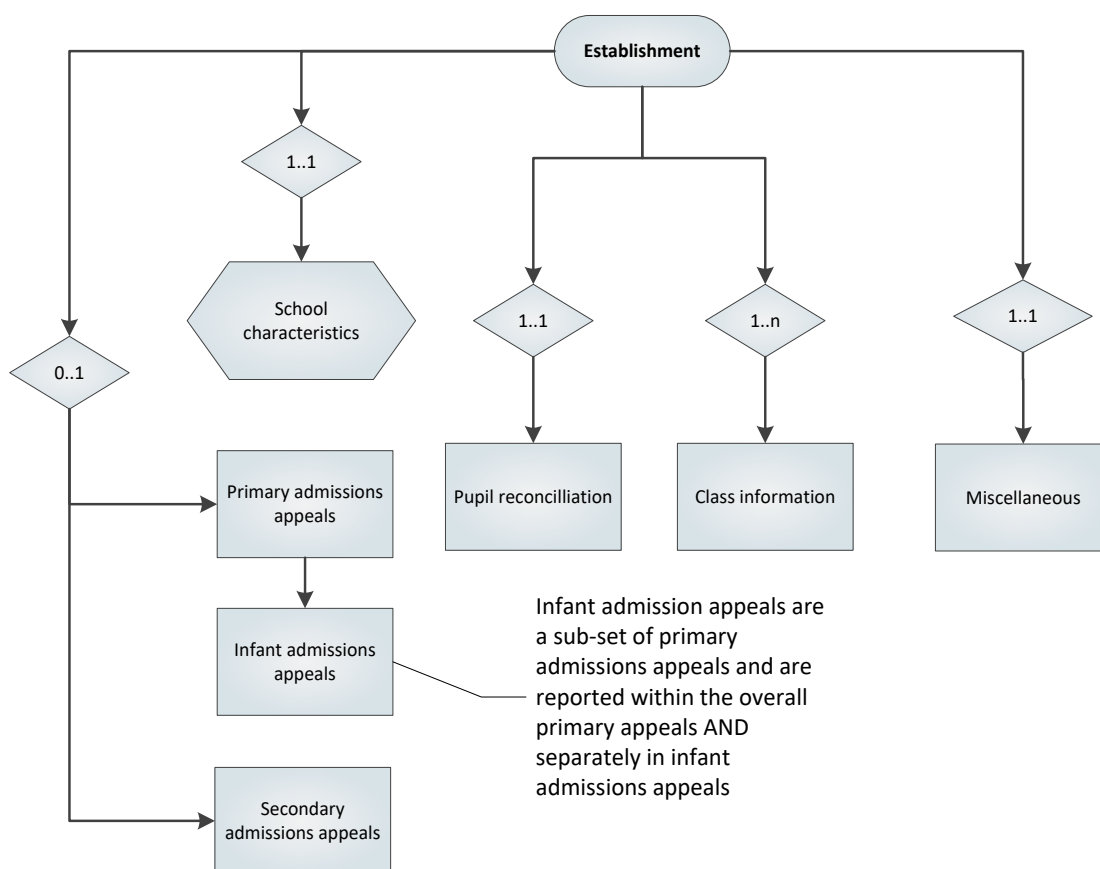 Establishment
1..1
School
characteristics
0..1
1..1
1..n
1..1
Primary admissions
appeals
Pupil reconcilliation
Class information
Miscellaneous
Infant admissions
appeals
Infant admission appeals are
a sub-set of primary
admissions appeals and are
reported within the overall
primary appeals AND
separately in infant
admissions appeals
Secondary
admissions appeals